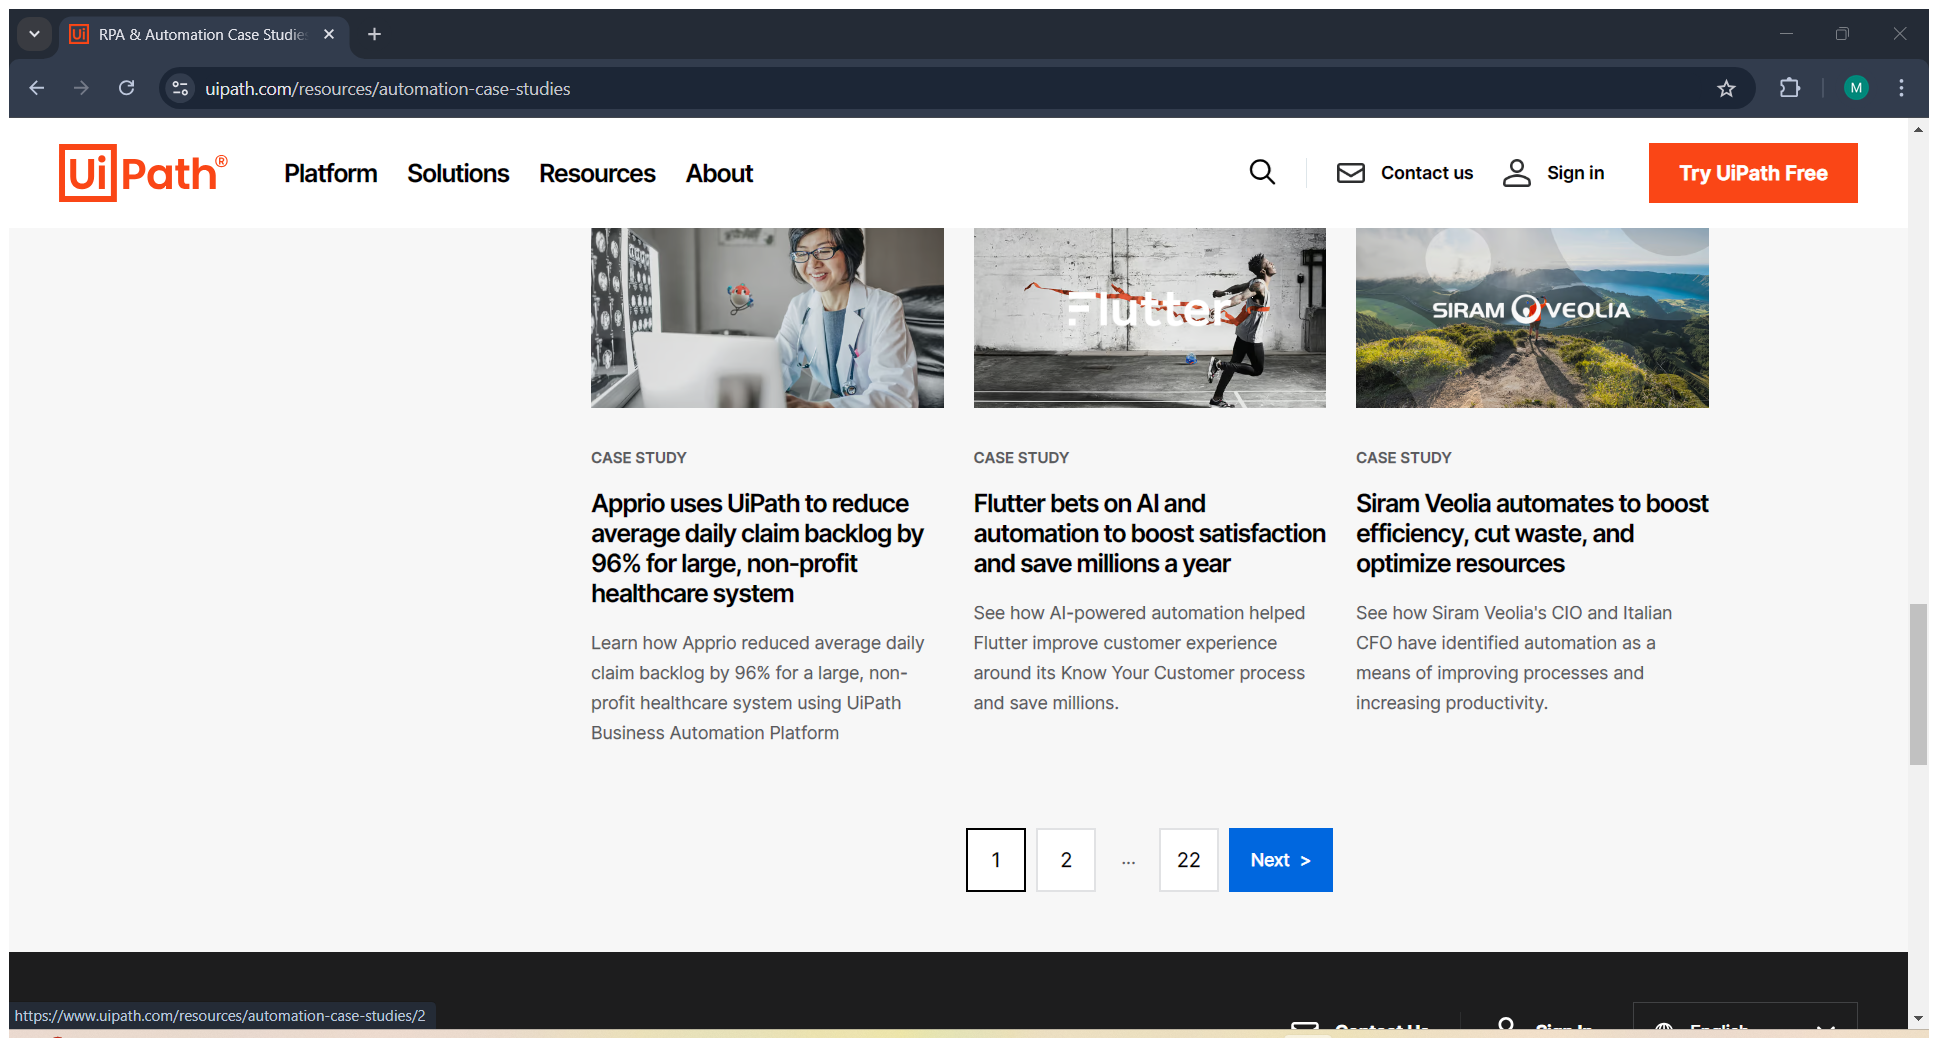 Ui RPA & Automation Case Studie
uipath.com/resources/automation-case-studies
M
UiPath®
Platform
Solutions
Resources
About
Contact us
Sign in
Try UiPath Free
Flutter
SIRAM VEOLIA
CASE STUDY
Apprio uses UiPath to reduce
average daily claim backlog by
96% for large, non-profit
healthcare system
Learn how Apprio reduced average daily
claim backlog by 96% for a large, non-
profit healthcare system using UiPath
Business Automation Platform
CASE STUDY
Flutter bets on AI and
automation to boost satisfaction
and save millions a year
See how AI-powered automation helped
Flutter improve customer experience
around its Know Your Customer process
and save millions.
CASE STUDY
Siram Veolia automates to boost
efficiency, cut waste, and
optimize resources
See how Siram Veolia's CIO and Italian
CFO have identified automation as a
means of improving processes and
increasing productivity.
1
2
...
22
Next >
https://www.uipath.com/resources/automation-case-studies/2
Contact Us
Sign In
English